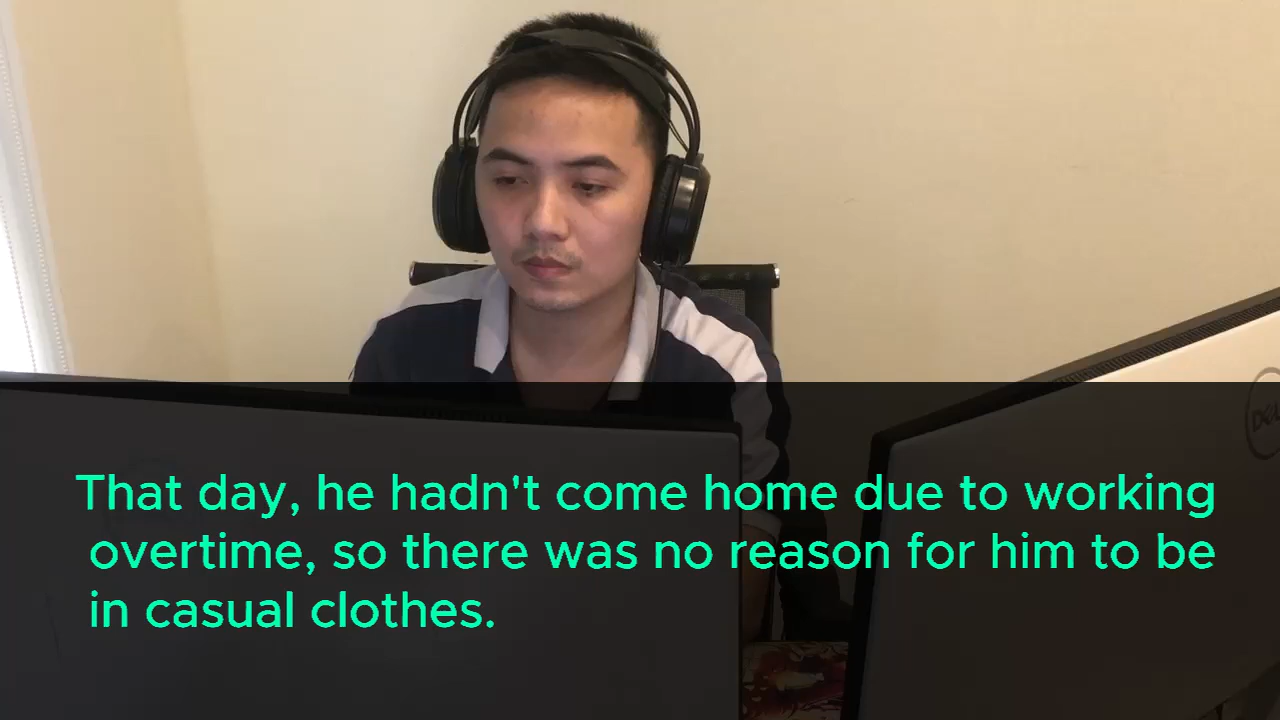 That day, he hadn't come home due to working
overtime, so there was no reason for him to be
in casual clothes.